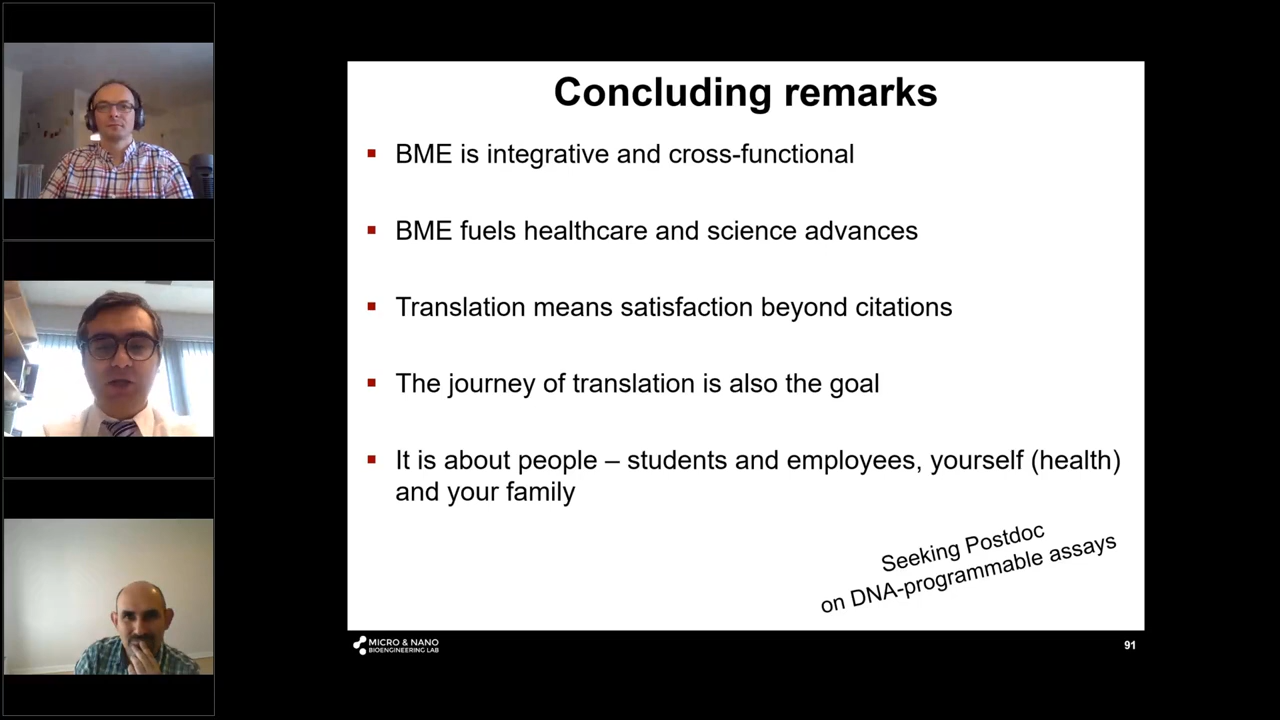 Concluding remarks
BME is integrative and cross-functional
BME fuels healthcare and science advances
Translation means satisfaction beyond citations
The journey of translation is also the goal
It is about people – students and employees, yourself (health)
and your family
Seeking Postdoc
on DNA-programmable assays
MICRO & NANO
BIOENGINEERING LAB
91